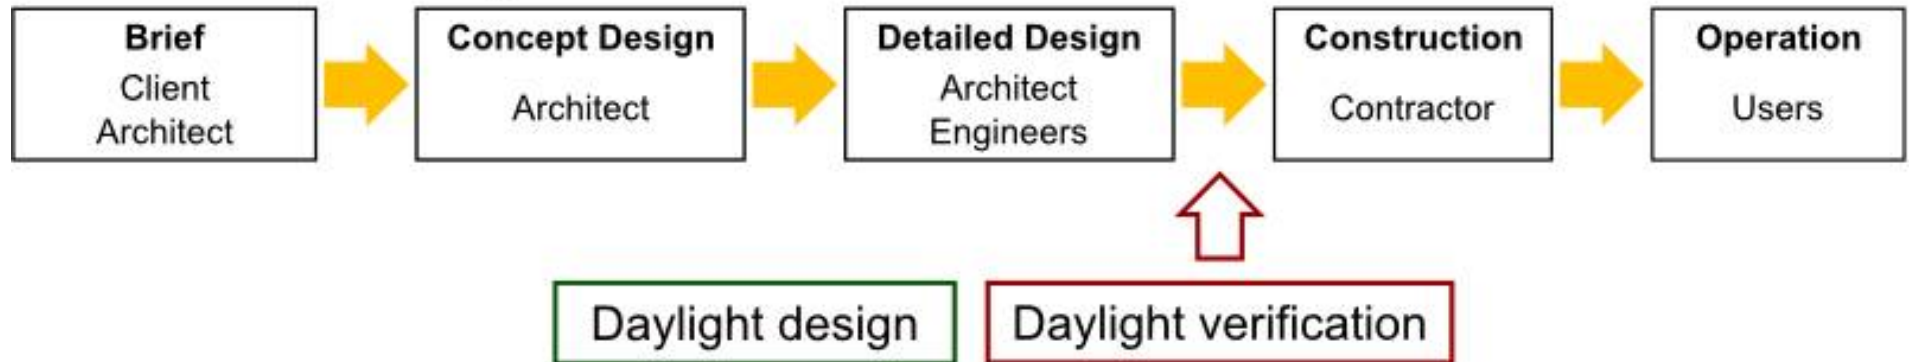 Brief
Client
Architect
Concept Design
Architect
Detailed Design
Architect
Engineers
Construction
Contractor
Operation
Users
Daylight design
Daylight verification